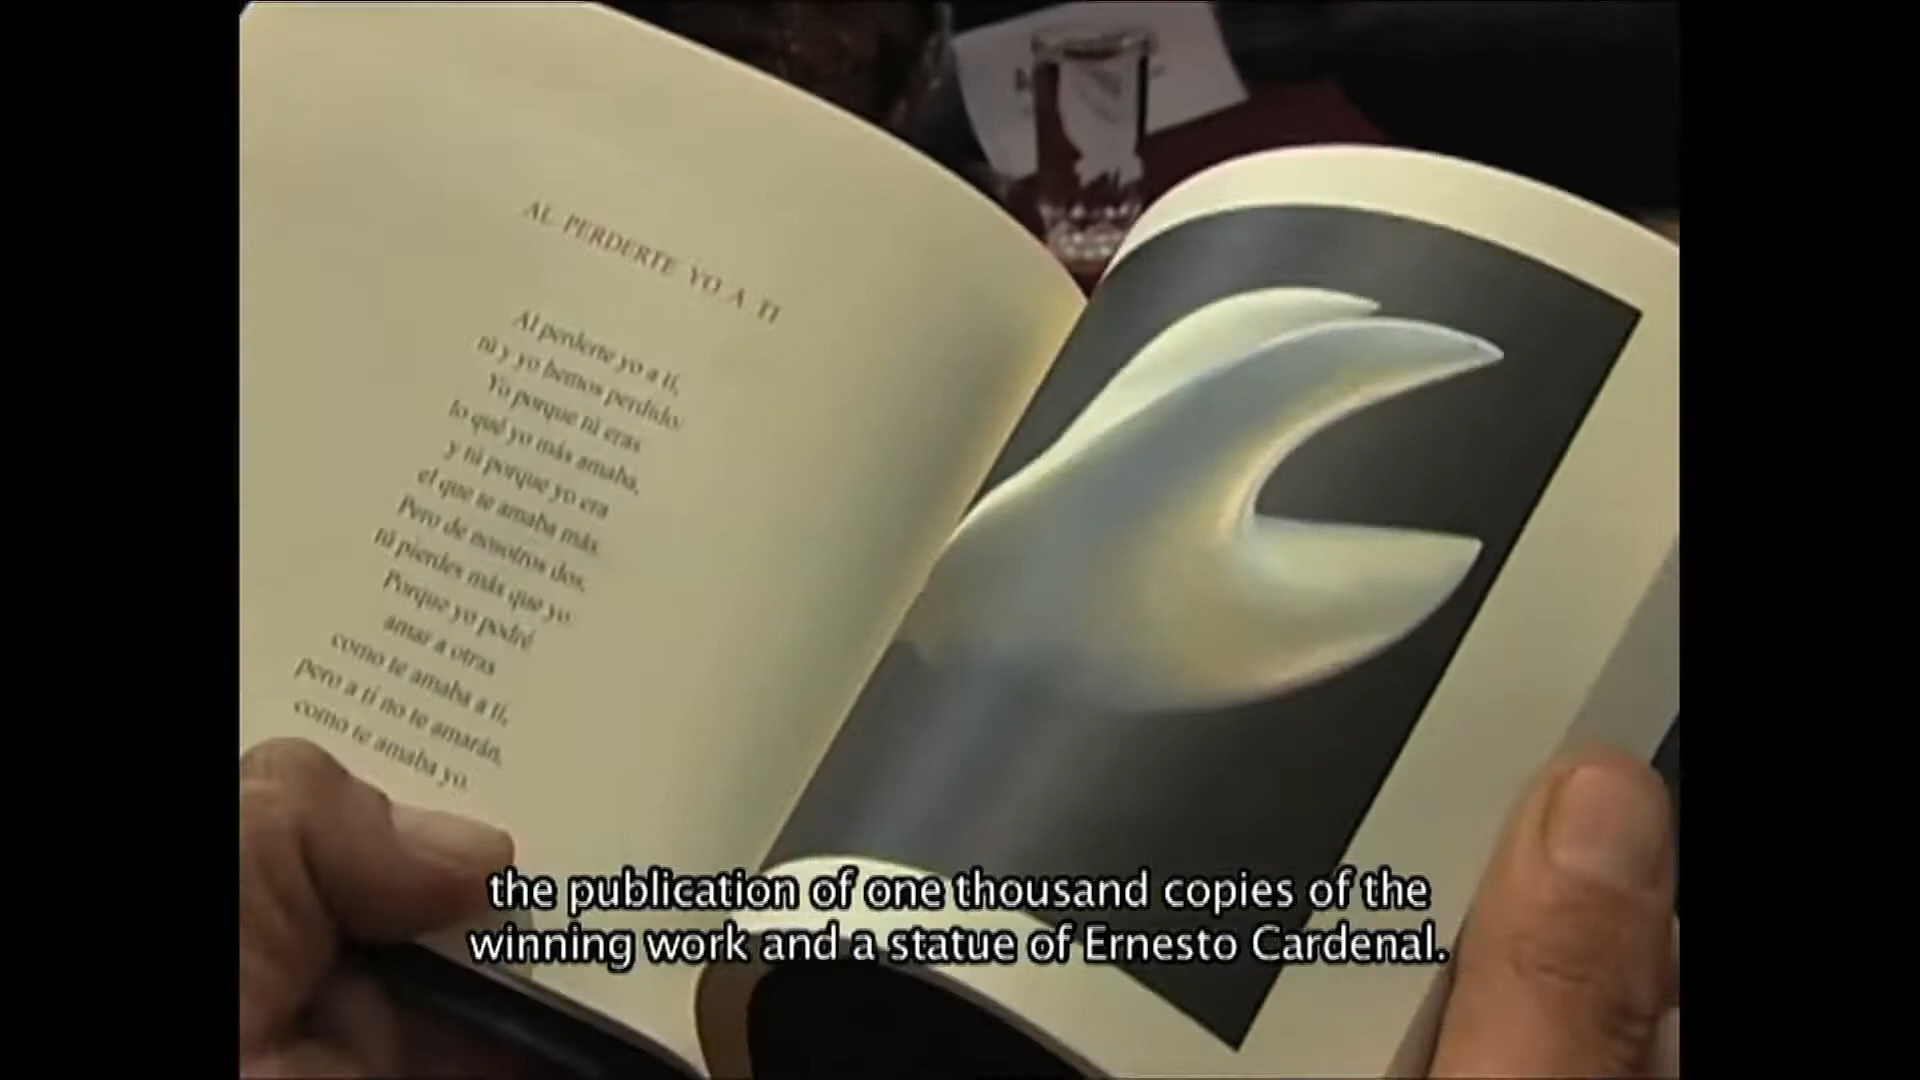 AL PERDERTE YO A TI
Al perderte yo a ti,
tú y yo hemos perdido:
Yo porque tú eras
lo qué yo más amaba,
y tú porque yo era
el que te amaba más.
Pero de nosotros dos,
tú pierdes más que yo:
Porque yo podré
amar a otras
como te amaba a ti,
pero a ti no te amarán,
como te amaba yo.
the publication of one thousand copies of the
winning work and a statue of Ernesto Cardenal.